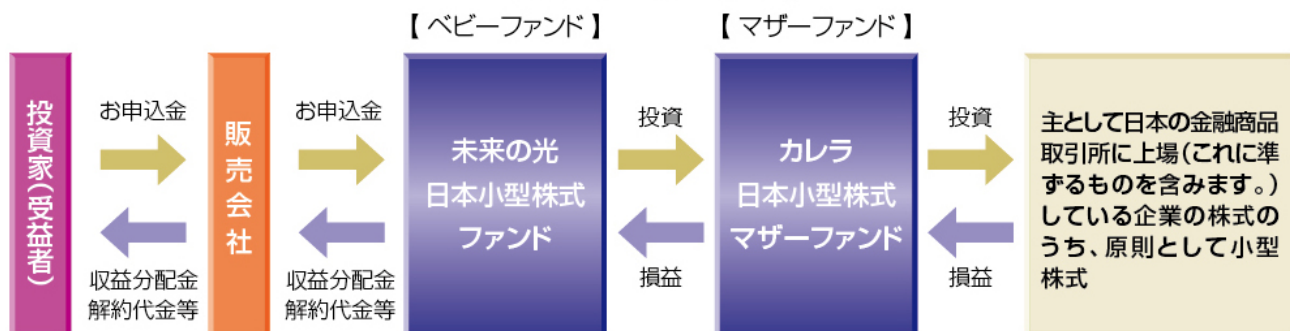 【 ベビーファンド 】
【 マザーファンド 】
投資家(受益者)
お申込金
収益分配金
解約代金等
販売会社
お申込金
収益分配金
解約代金等
未来の光
日本小型株式
ファンド
投資
損益
カレラ
日本小型株式
マザーファンド
投資
損益
主として日本の金融商品
取引所に上場(これに準
ずるものを含みます。)
している企業の株式の
うち、原則として小型
株式